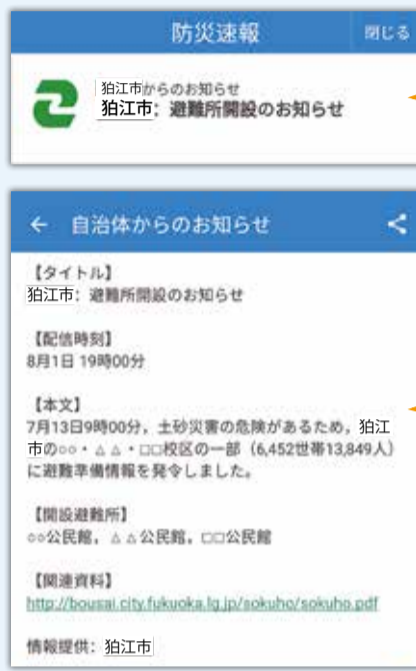 防災速報
閉じる
狛江市からのお知らせ
狛江市：避難所開設のお知らせ
自治体からのお知らせ
【タイトル】
狛江市：避難所開設のお知らせ
【配信時刻】
8月1日 19時00分
【本文】
7月13日9時00分，土砂災害の危険があるため，狛江
市の○○・△△・□□校区の一部（6,452世帯13,849人）
に避難準備情報を発令しました。
【開設避難所】
○○公民館，△△公民館，□□公民館
【関連資料】
http://bousai.city.fukuoka.lg.jp/sokuho/sokuho.pdf
情報提供：狛江市